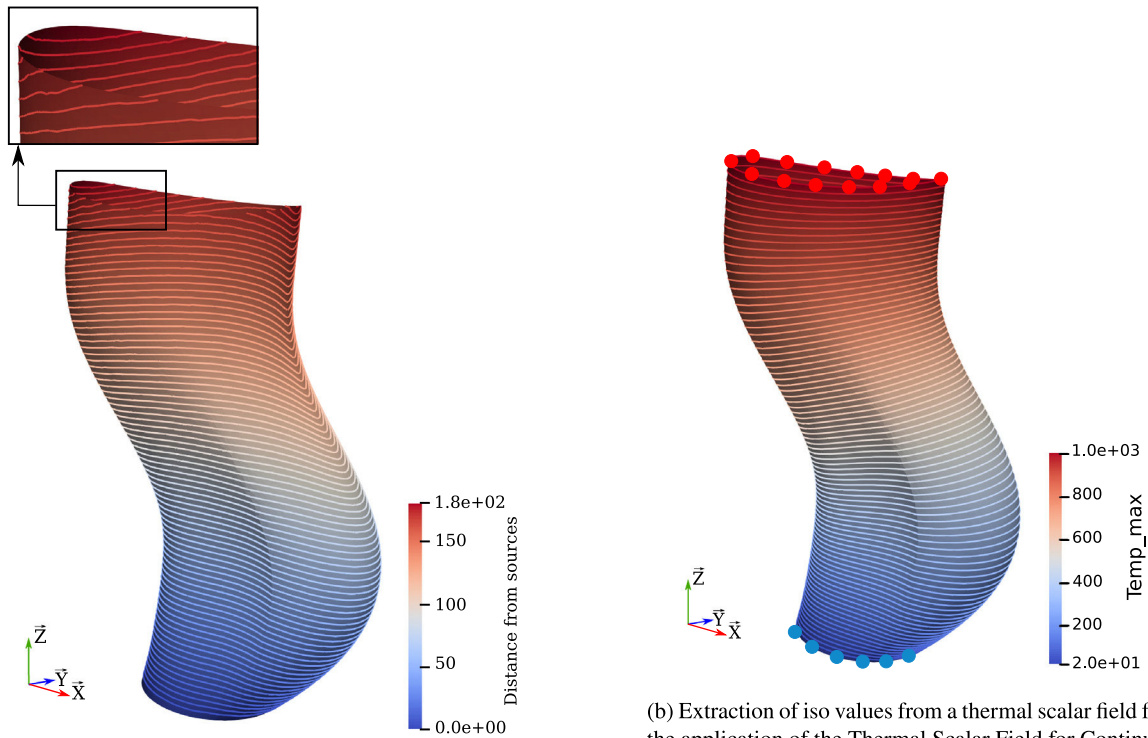 1.8e+02
150
100
50
0.0e+00
Distance from sources
Z
Y
X
1.0e+03
800
600
400
200
2.0e+01
Temp_max
Z
Y
X
(b) Extraction of iso values from a thermal scalar field f
the application of the Thermal Scalar Field for Contin